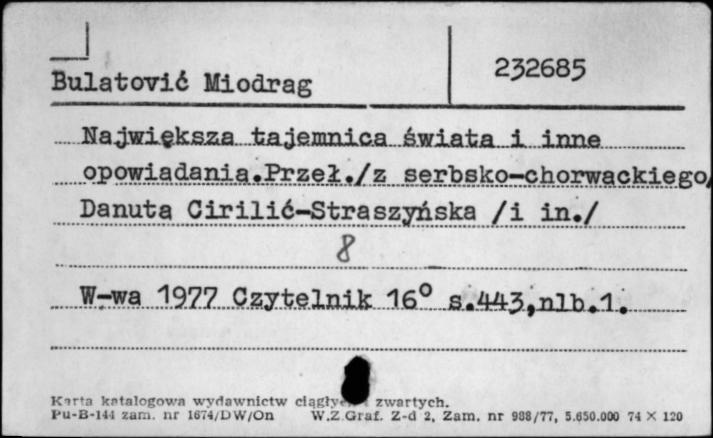 Bulatović Miodrag
232685
Największa tajemnica świata i inne
opowiadania.Przeł./z serbsko-chorwackiego/
Danuta Cirilić-Straszyńska /i in./
8
W-wa 1977 Czytelnik 16° s.443,nlb.1.
Karta katalogowa wydawnictw zwartych.
Pu-B-144 zam. nr 1674/DW/On W.Z.Graf. Z-d 2, Zam. nr 988/77, 5.650.000 74 × 120